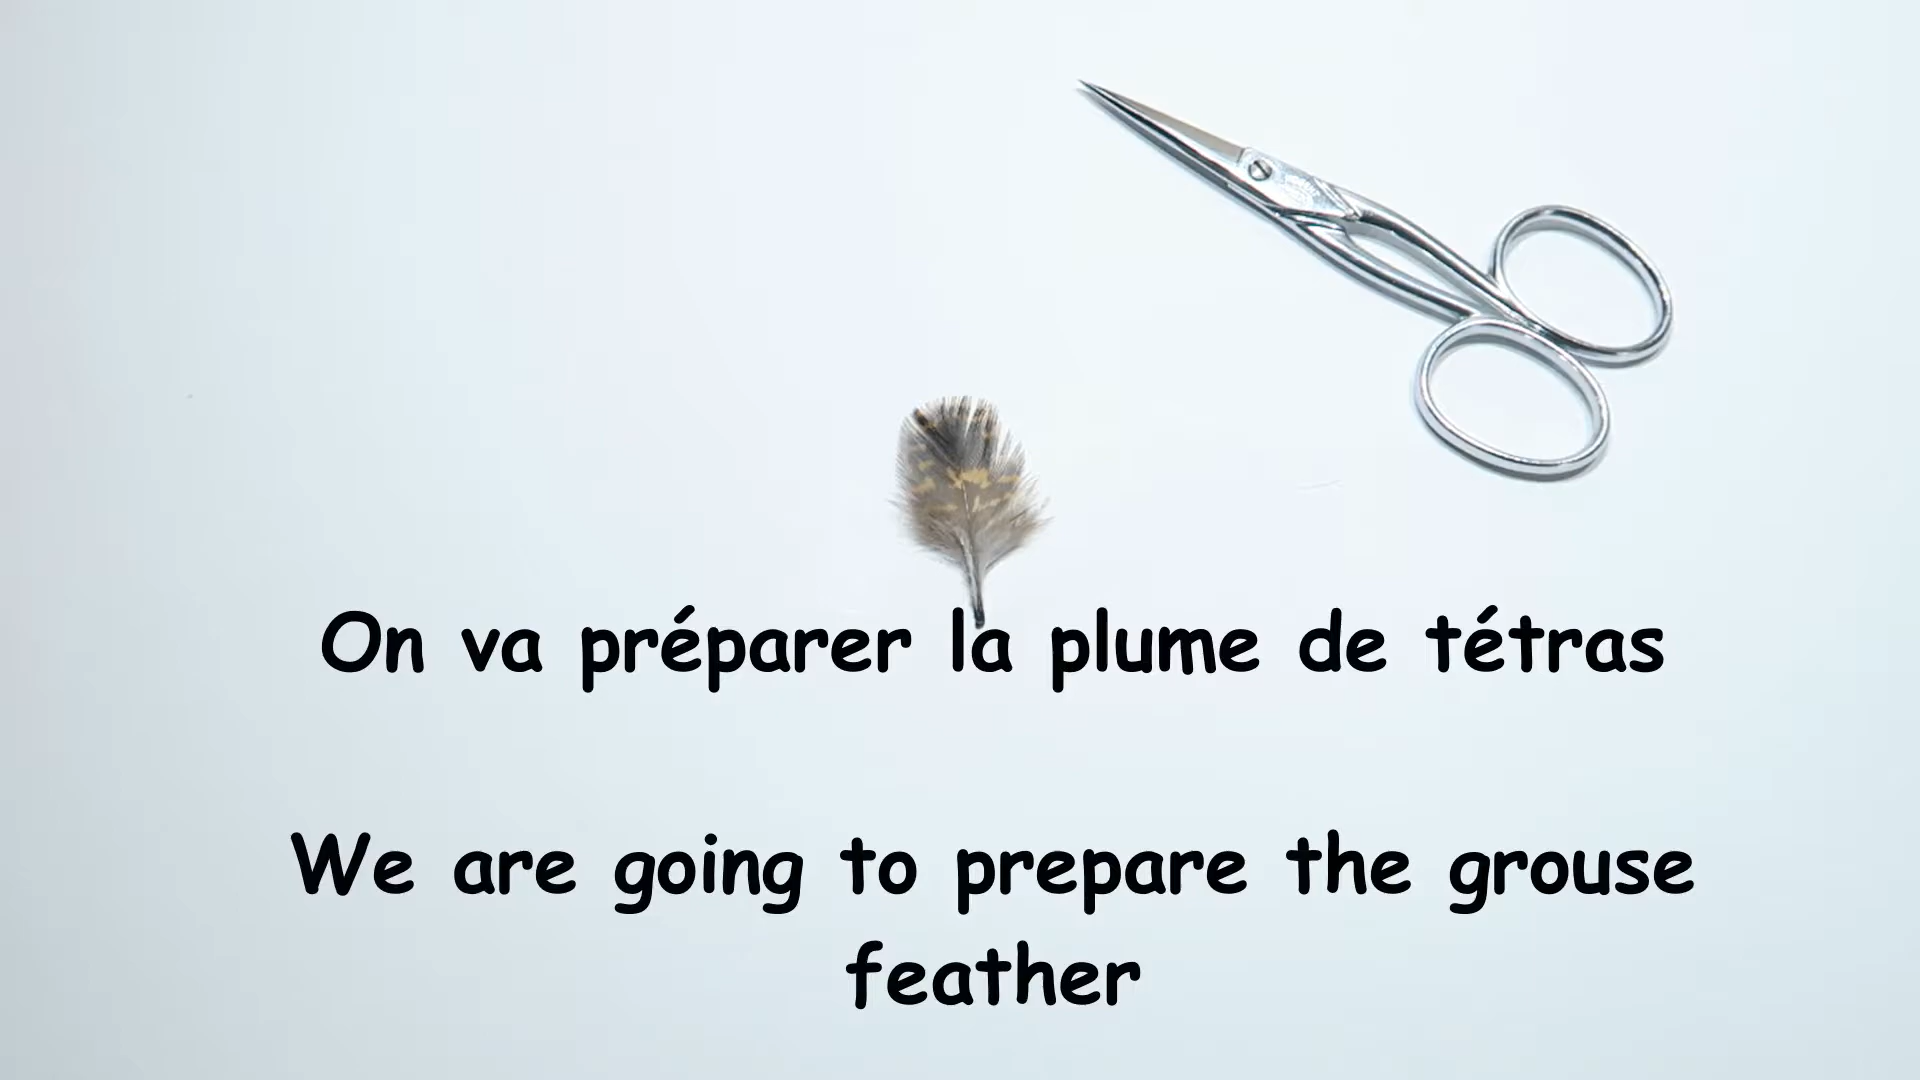 On va préparer la plume de tétras
We are going to prepare the grouse
feather